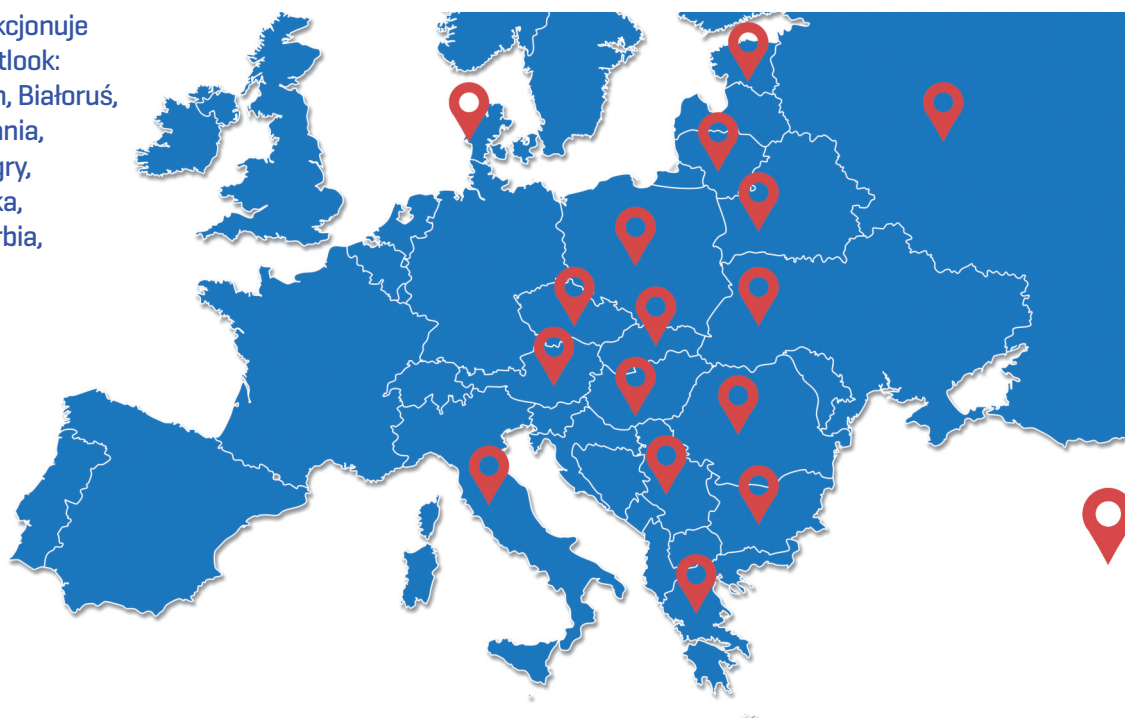 kcjonuje
tlook:
n, Białoruś,
ania,
gry,
ka,
rbia,